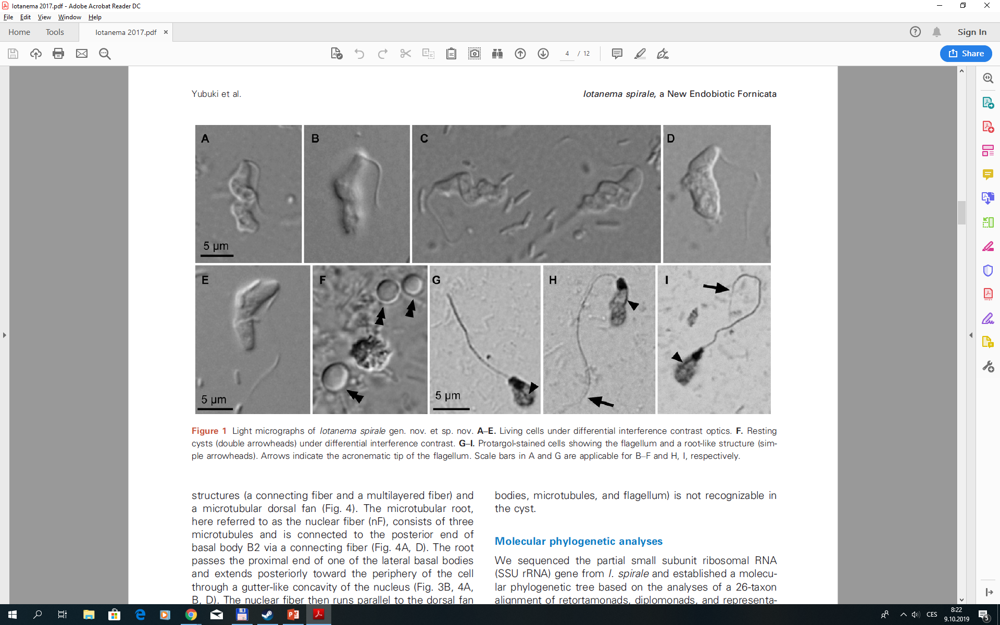 Iotanema 2017.pdf - Adobe Acrobat Reader DC
File Edit View Window Help
Home Tools Iotanema 2017.pdf × Sign In
4 / 12 Share
Yubuki et al. Iotanema spirale, a New Endobiotic Fornicata
A B C D
5 µm
E F G H I
5 µm 5 µm
Figure 1 Light micrographs of Iotanema spirale gen. nov. et sp. nov. A–E. Living cells under differential interference contrast optics. F. Resting
cysts (double arrowheads) under differential interference contrast. G–I. Protargol-stained cells showing the flagellum and a root-like structure (sim-
ple arrowheads). Arrows indicate the acronematic tip of the flagellum. Scale bars in A and G are applicable for B–F and H, I, respectively.
structures (a connecting fiber and a multilayered fiber) and
a microtubular dorsal fan (Fig. 4). The microtubular root,
here referred to as the nuclear fiber (nF), consists of three
microtubules and is connected to the posterior end of
basal body B2 via a connecting fiber (Fig. 4A, D). The root
passes the proximal end of one of the lateral basal bodies
and extends posteriorly toward the periphery of the cell
through a gutter-like concavity of the nucleus (Fig. 3B, 4A,
B, D). The nuclear fiber then runs parallel to the dorsal fan
bodies, microtubules, and flagellum) is not recognizable in
the cyst.
Molecular phylogenetic analyses
We sequenced the partial small subunit ribosomal RNA
(SSU rRNA) gene from I. spirale and established a molecu-
lar phylogenetic tree based on the analyses of a 26-taxon
alignment of retortamonads, diplomonads, and representa-
CES
8:22
9.10.2019
5